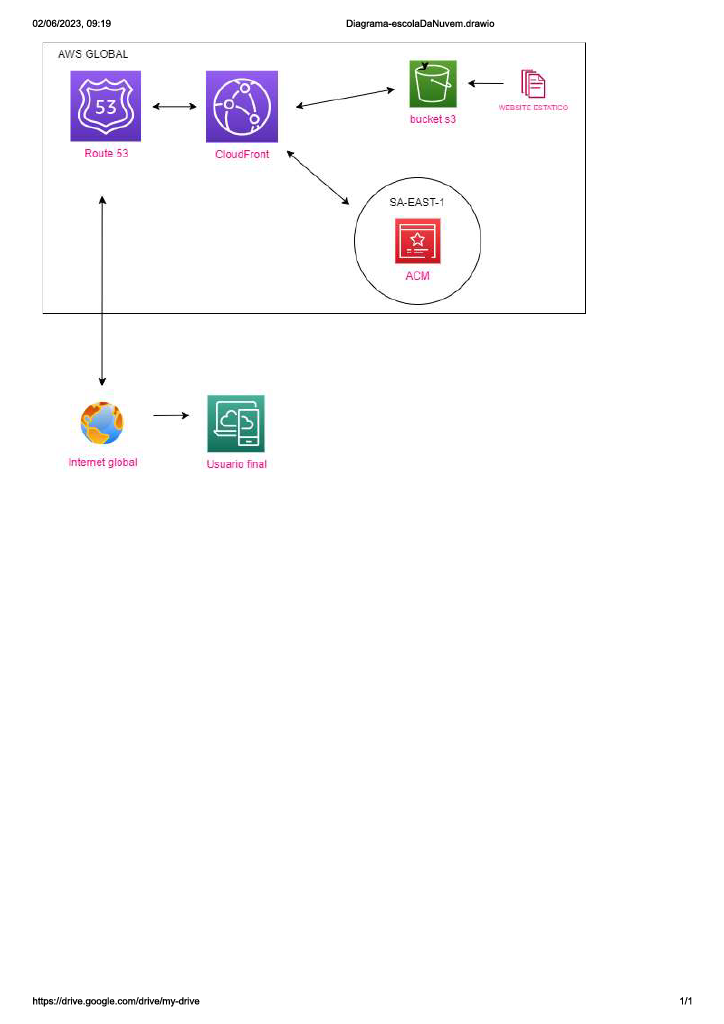 02/06/2023, 09:19
Diagrama-escolaDaNuvem.drawio
AWS GLOBAL
53
Route 53
CloudFront
bucket s3
WEBSITE ESTATICO
SA-EAST-1
ACM
Internet global
Usuario final
https://drive.google.com/drive/my-drive
1/1